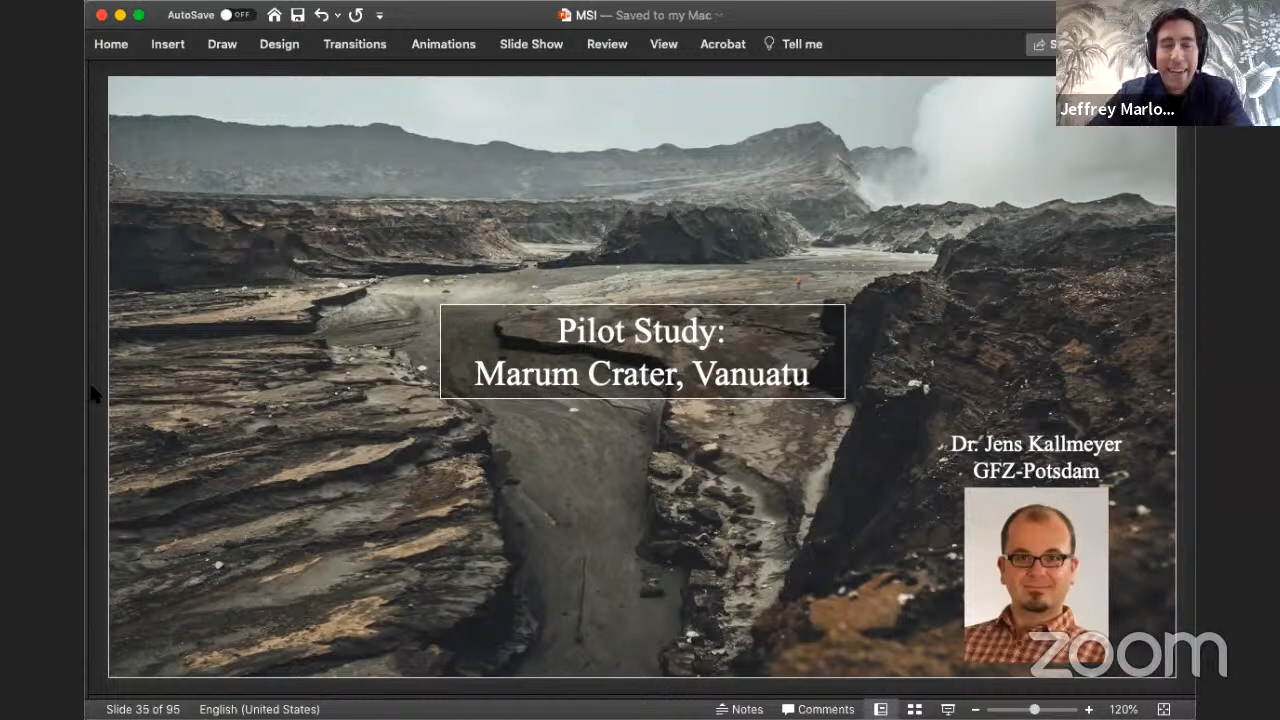 AutoSave OFF
MSI — Saved to my Mac
Home Insert Draw Design Transitions Animations Slide Show Review View Acrobat Tell me
S
Jeffrey Marlo...
Pilot Study:
Marum Crater, Vanuatu
Dr. Jens Kallmeyer
GFZ-Potsdam
zoom
Slide 35 of 95 English (United States) Notes Comments 120%